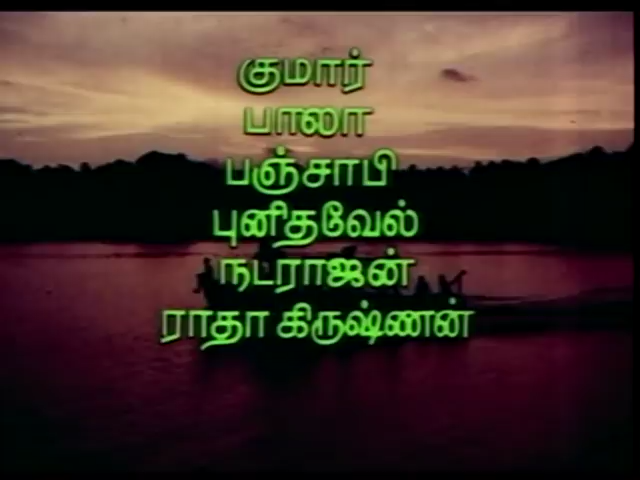 குமார்
பாலா
பஞ்சாபி
புனிதவேல்
நடராஜன்
ராதா கிருஷ்ணன்